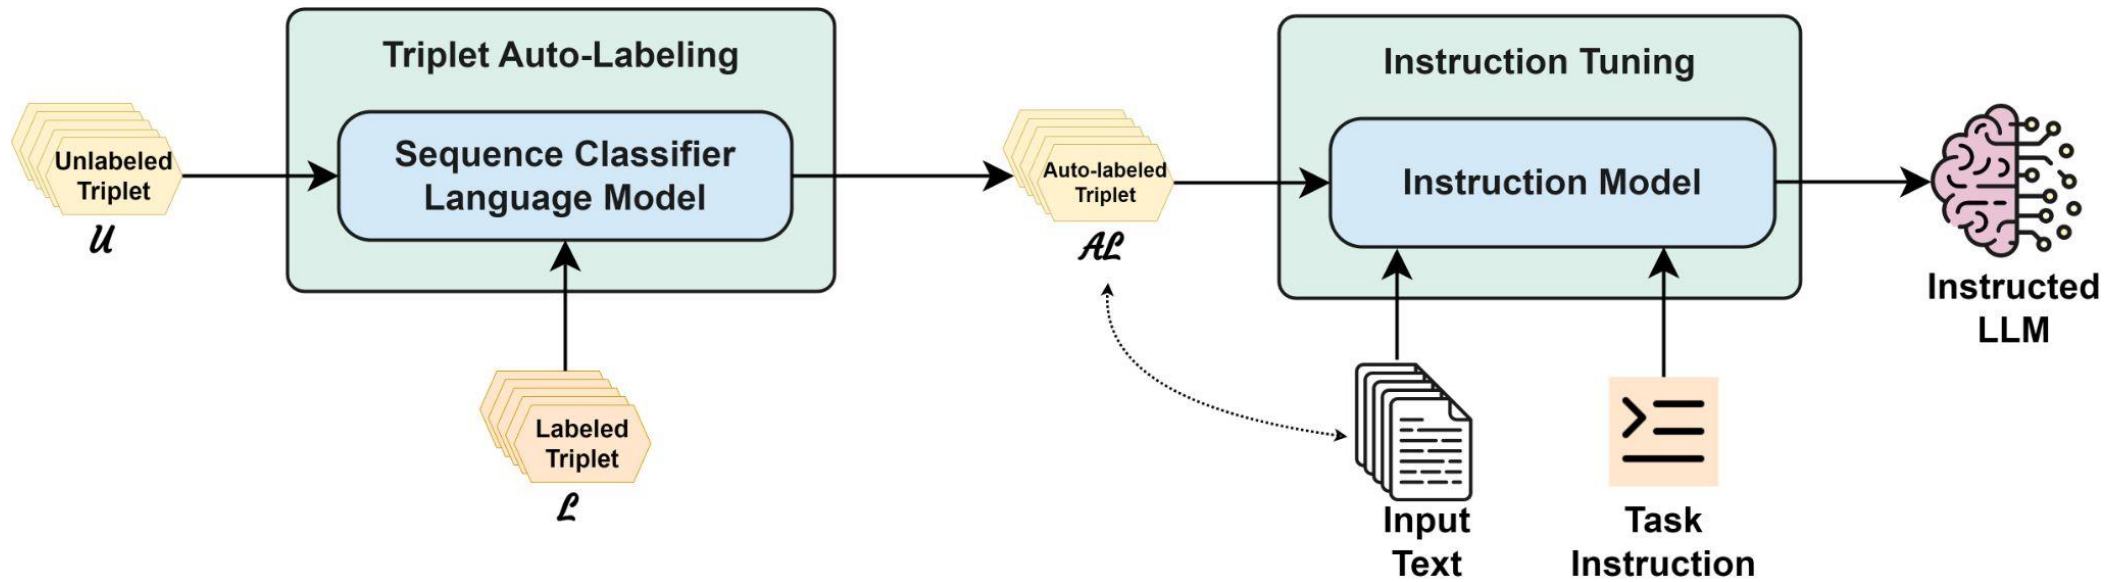 Triplet Auto-Labeling
Unlabeled
Triplet
𝓤
Sequence Classifier
Language Model
Labeled
Triplet
𝓛
Auto-labeled
Triplet
𝓐𝓛
Instruction Tuning
Instruction Model
Input
Text
Task
Instruction
Instructed
LLM